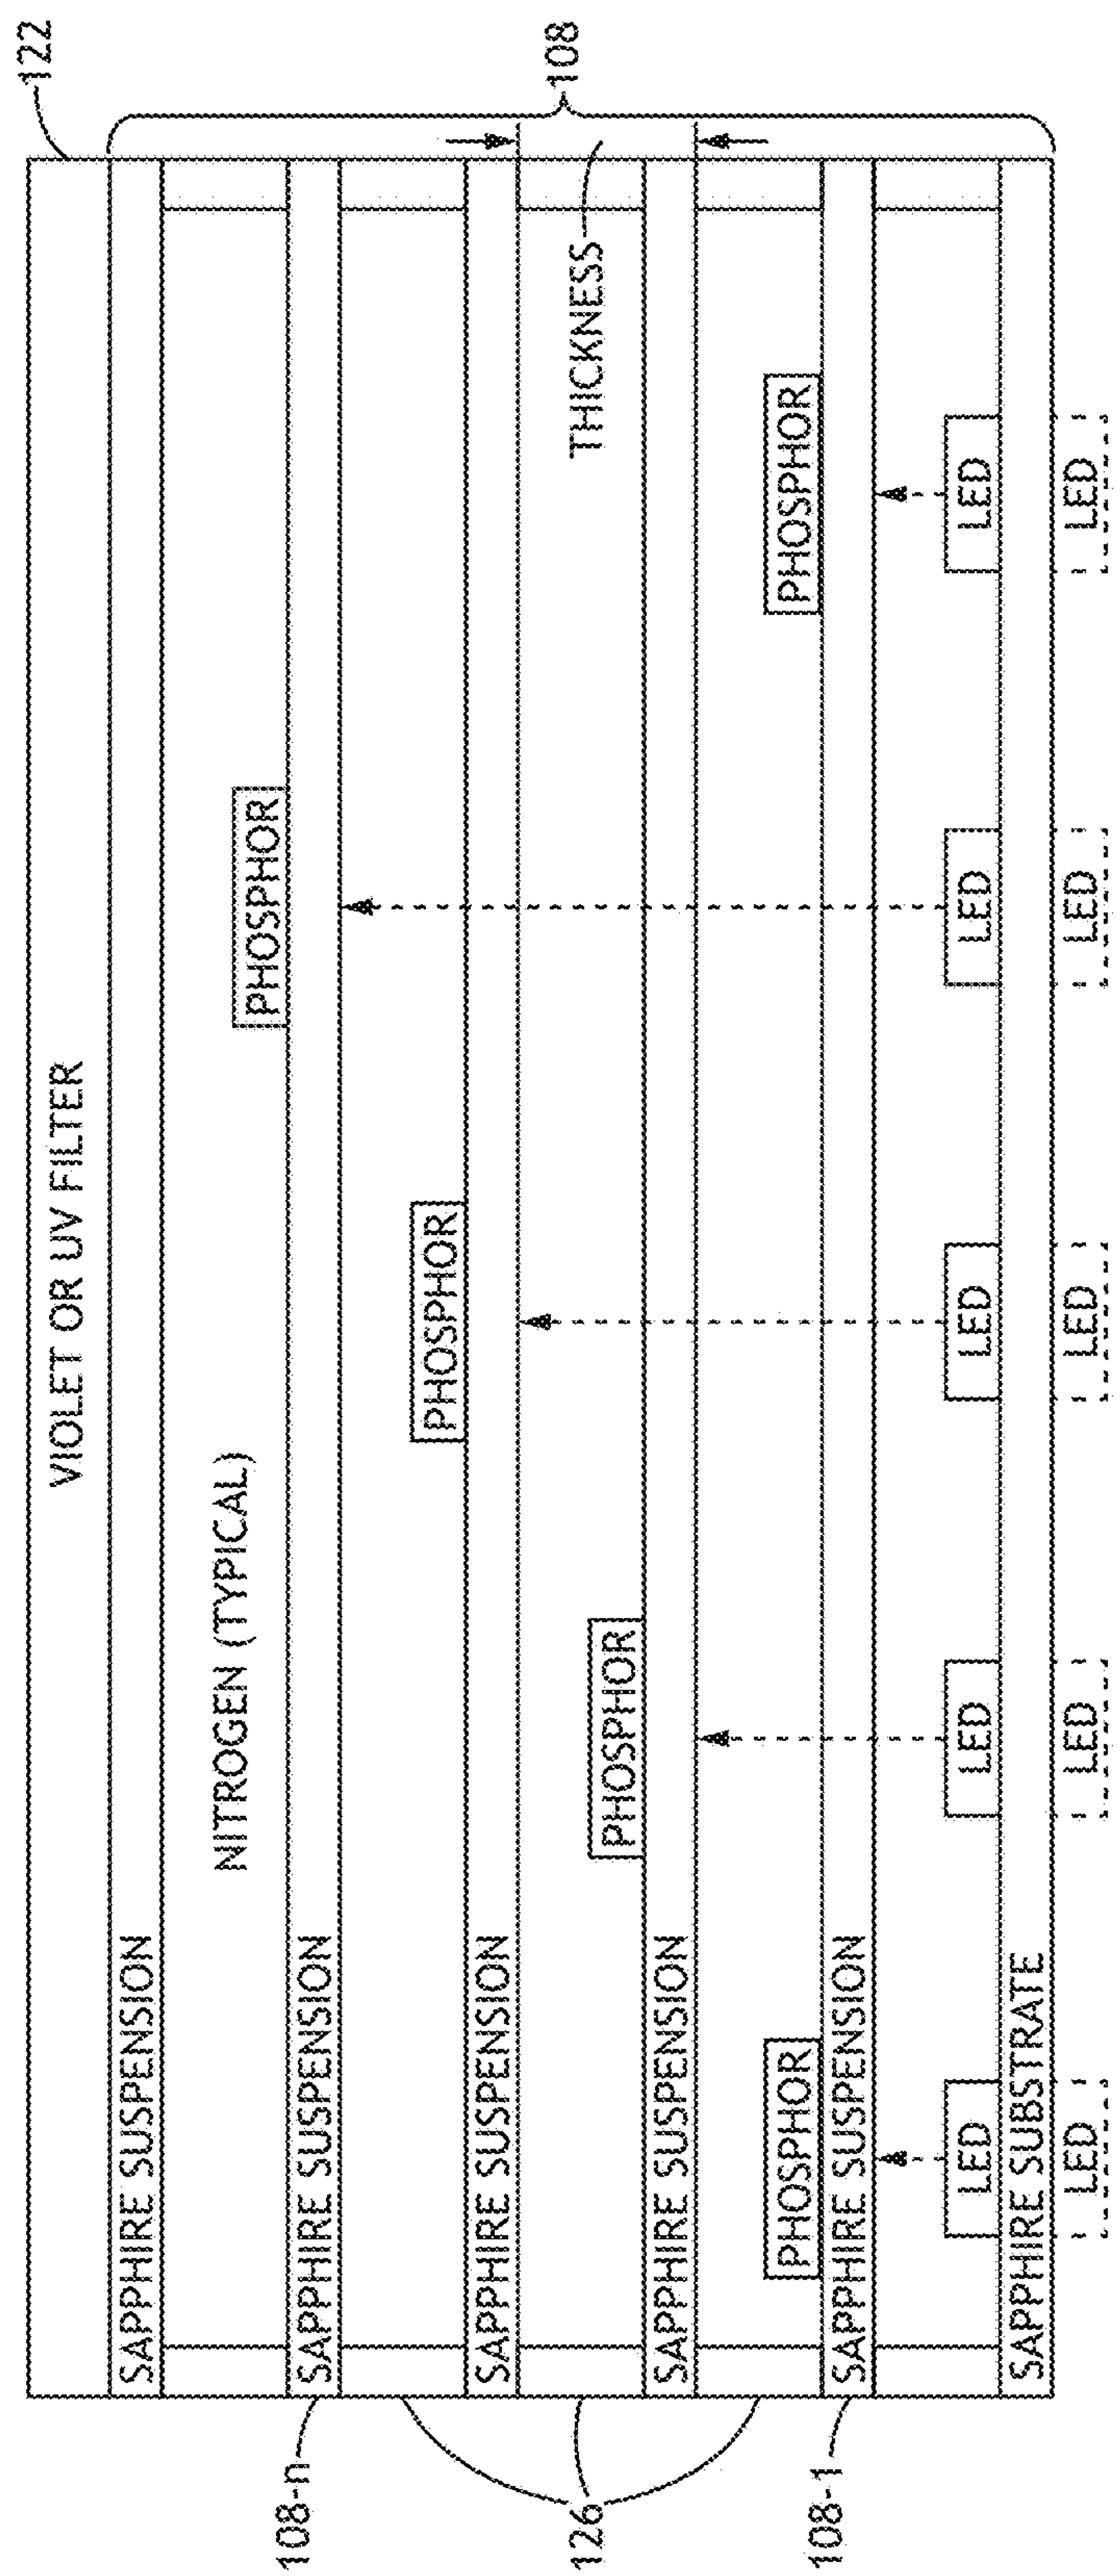 122
VIOLET OR UV FILTER
108
SAPPHIRE SUSPENSION
NITROGEN (TYPICAL)
PHOSPHOR
108-n
SAPPHIRE SUSPENSION
PHOSPHOR
SAPPHIRE SUSPENSION
126
THICKNESS
PHOSPHOR
SAPPHIRE SUSPENSION
PHOSPHOR
PHOSPHOR
108-1
SAPPHIRE SUSPENSION
LED
LED
LED
LED
LED
SAPPHIRE SUBSTRATE
LED
LED
LED
LED
LED